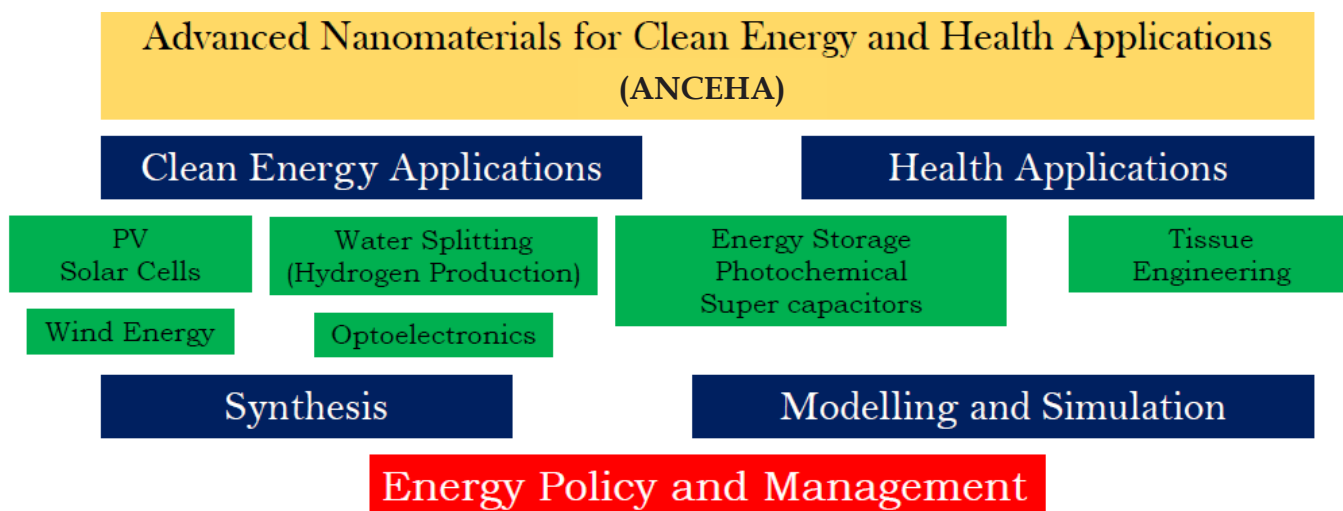 Advanced Nanomaterials for Clean Energy and Health Applications
(ANCEHA)
Clean Energy Applications
Health Applications
PV
Solar Cells
Water Splitting
(Hydrogen Production)
Energy Storage
Photochemical
Super capacitors
Tissue
Engineering
Wind Energy
Optoelectronics
Synthesis
Modelling and Simulation
Energy Policy and Management